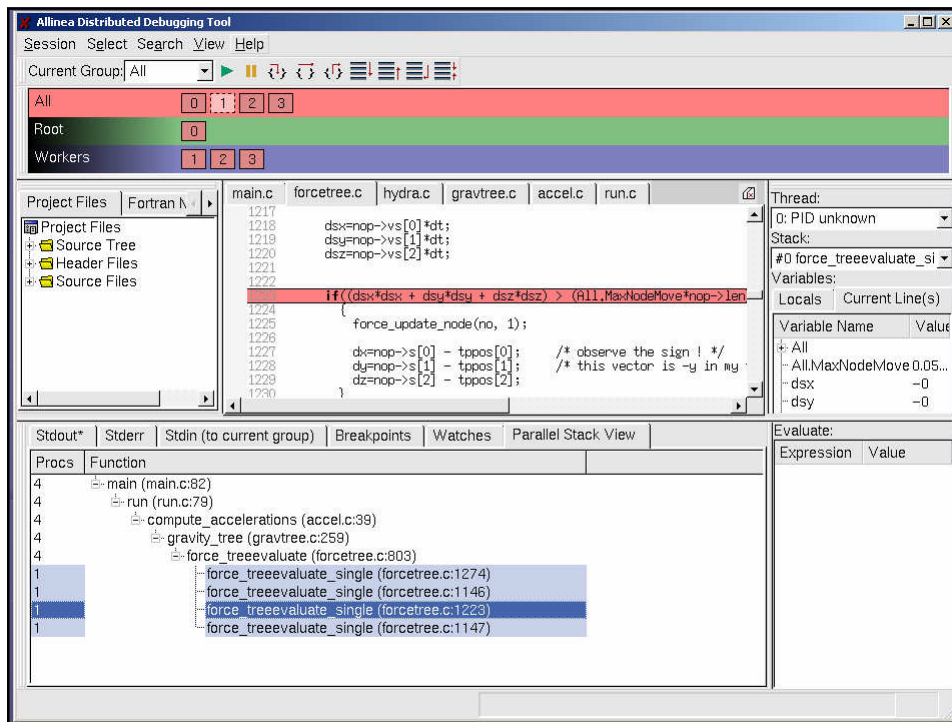 Allinea Distributed Debugging Tool
Session Select Search View Help
Current Group: All
All 0 1 2 3
Root 0
Workers 1 2 3
Project Files Fortran
Project Files
Source Tree
Header Files
Source Files
main.c forcetree.c hydra.c gravtree.c accel.c run.c
1217
1218 dsx=nop->vs[0]*dt;
1219 dsy=nop->vs[1]*dt;
1220 dsz=nop->vs[2]*dt;
1221
1222
if((dsx*dsx + dsy*dsy + dsz*dsz) > (All.MaxNodeMove*nop->len
1224 {
1225 force_update_node(no, 1);
1226
1227 dx=nop->s[0] - tppos[0]; /* observe the sign ! */
1228 dy=nop->s[1] - tppos[1]; /* this vector is -y in my
1229 dz=nop->s[2] - tppos[2];
1230 }
Thread:
0: PID unknown
Stack:
#0 force_treeevaluate_si
Variables:
Locals Current Line(s)
Variable Name Value
All
All.MaxNodeMove 0.05...
dsx -0
dsy -0
Stdout* Stderr Stdin (to current group) Breakpoints Watches Parallel Stack View
Procs Function
4 main (main.c:82)
4 run (run.c:79)
4 compute_accelerations (accel.c:39)
4 gravity_tree (gravtree.c:259)
4 force_treeevaluate (forcetree.c:803)
1 force_treeevaluate_single (forcetree.c:1274)
1 force_treeevaluate_single (forcetree.c:1146)
1 force_treeevaluate_single (forcetree.c:1223)
1 force_treeevaluate_single (forcetree.c:1147)
Evaluate:
Expression Value